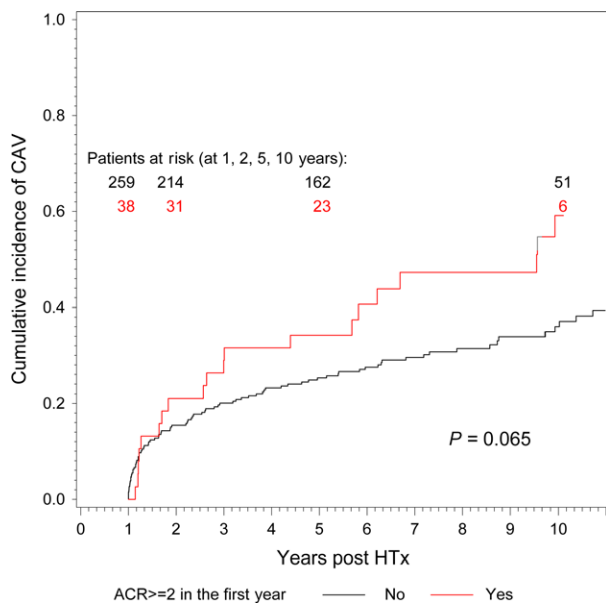 1.0
0.8
Patients at risk (at 1, 2, 5, 10 years):
259 214 162 51
38 31 23 6
0.6
0.4
0.2
0.0
Cumulative incidence of CAV
P = 0.065
0 1 2 3 4 5 6 7 8 9 10
Years post HTx
ACR>=2 in the first year No Yes